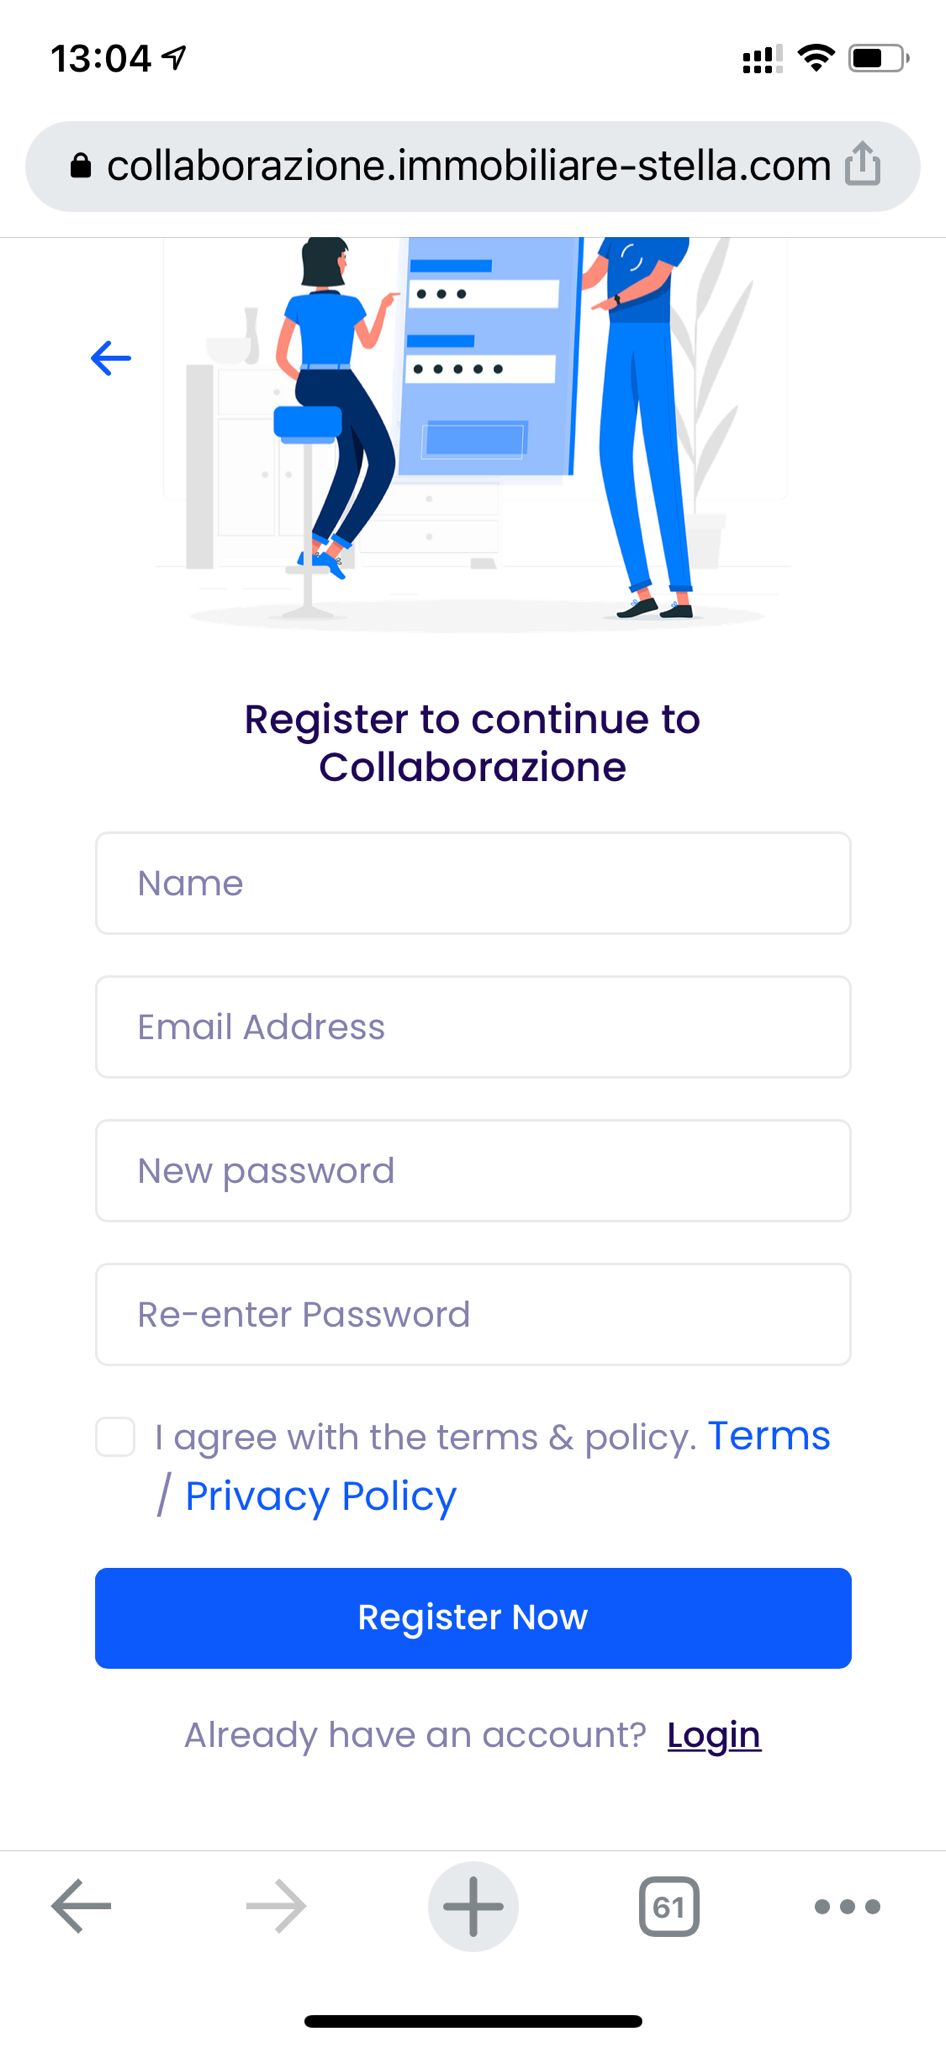 13:04
collaborazione.immobiliare-stella.com
Register to continue to
Collaborazione
Name
Email Address
New password
Re-enter Password
I agree with the terms & policy. Terms
/ Privacy Policy
Register Now
Already have an account? Login
61